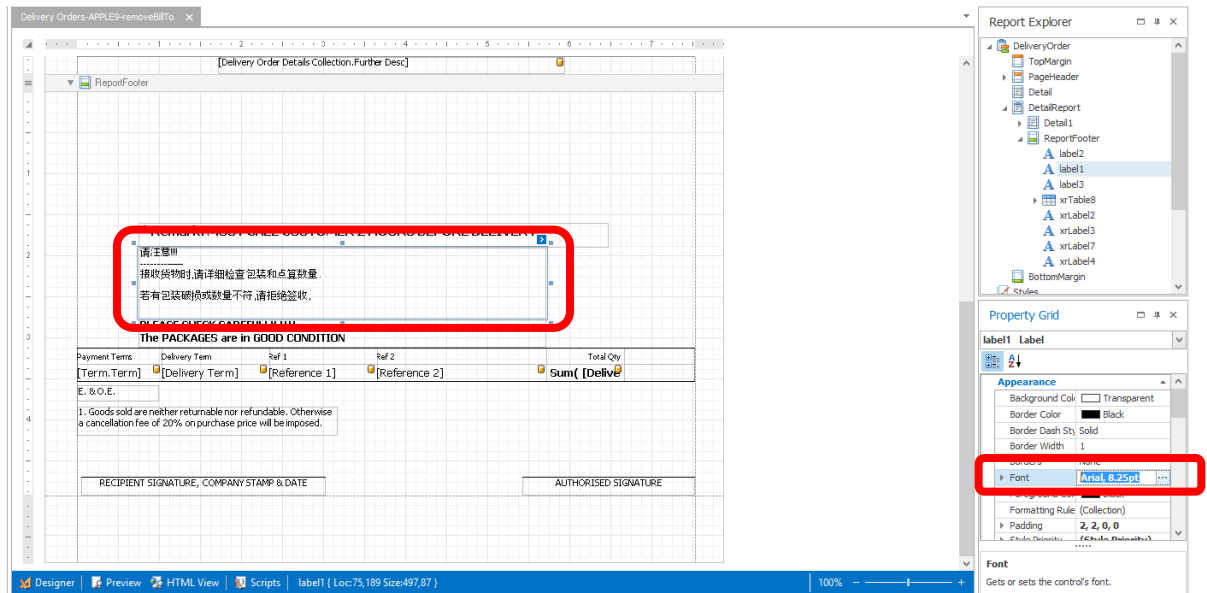 Delivery Orders-APPLE9-removeBillTo
[Delivery Order Details Collection.Further Desc]
ReportFooter
请注意!!!
------------
接收货物时,请详细检查包装和点算数量.
若有包装破损或数量不符,请拒绝签收。
The PACKAGES are in GOOD CONDITION
Payment Terms Delivery Term Ref 1 Ref 2 Total Qty
[Term.Term] [Delivery Term] [Reference 1] [Reference 2] Sum( [Delive
E. &O.E.
1. Goods sold are neither returnable nor refundable. Otherwise
a cancellation fee of 20% on purchase price will be imposed.
RECIPIENT SIGNATURE, COMPANY STAMP & DATE AUTHORISED SIGNATURE
Designer Preview HTML View Scripts label1 { Loc:75,189 Size:497,87 } 100% - +
Report Explorer
DeliveryOrder
TopMargin
PageHeader
Detail
DetailReport
Detail1
ReportFooter
label2
label1
label3
xrTable8
xrLabel2
xrLabel3
xrLabel7
xrLabel4
BottomMargin
Styles
Property Grid
label1 Label
Appearance
Background Colo Transparent
Border Color Black
Border Dash Sty Solid
Border Width 1
Borders None
Font Arial, 8.25pt ...
Formatting Rule (Collection)
Padding 2, 2, 0, 0
Style Priority (Style Priority)
Font
Gets or sets the control's font.